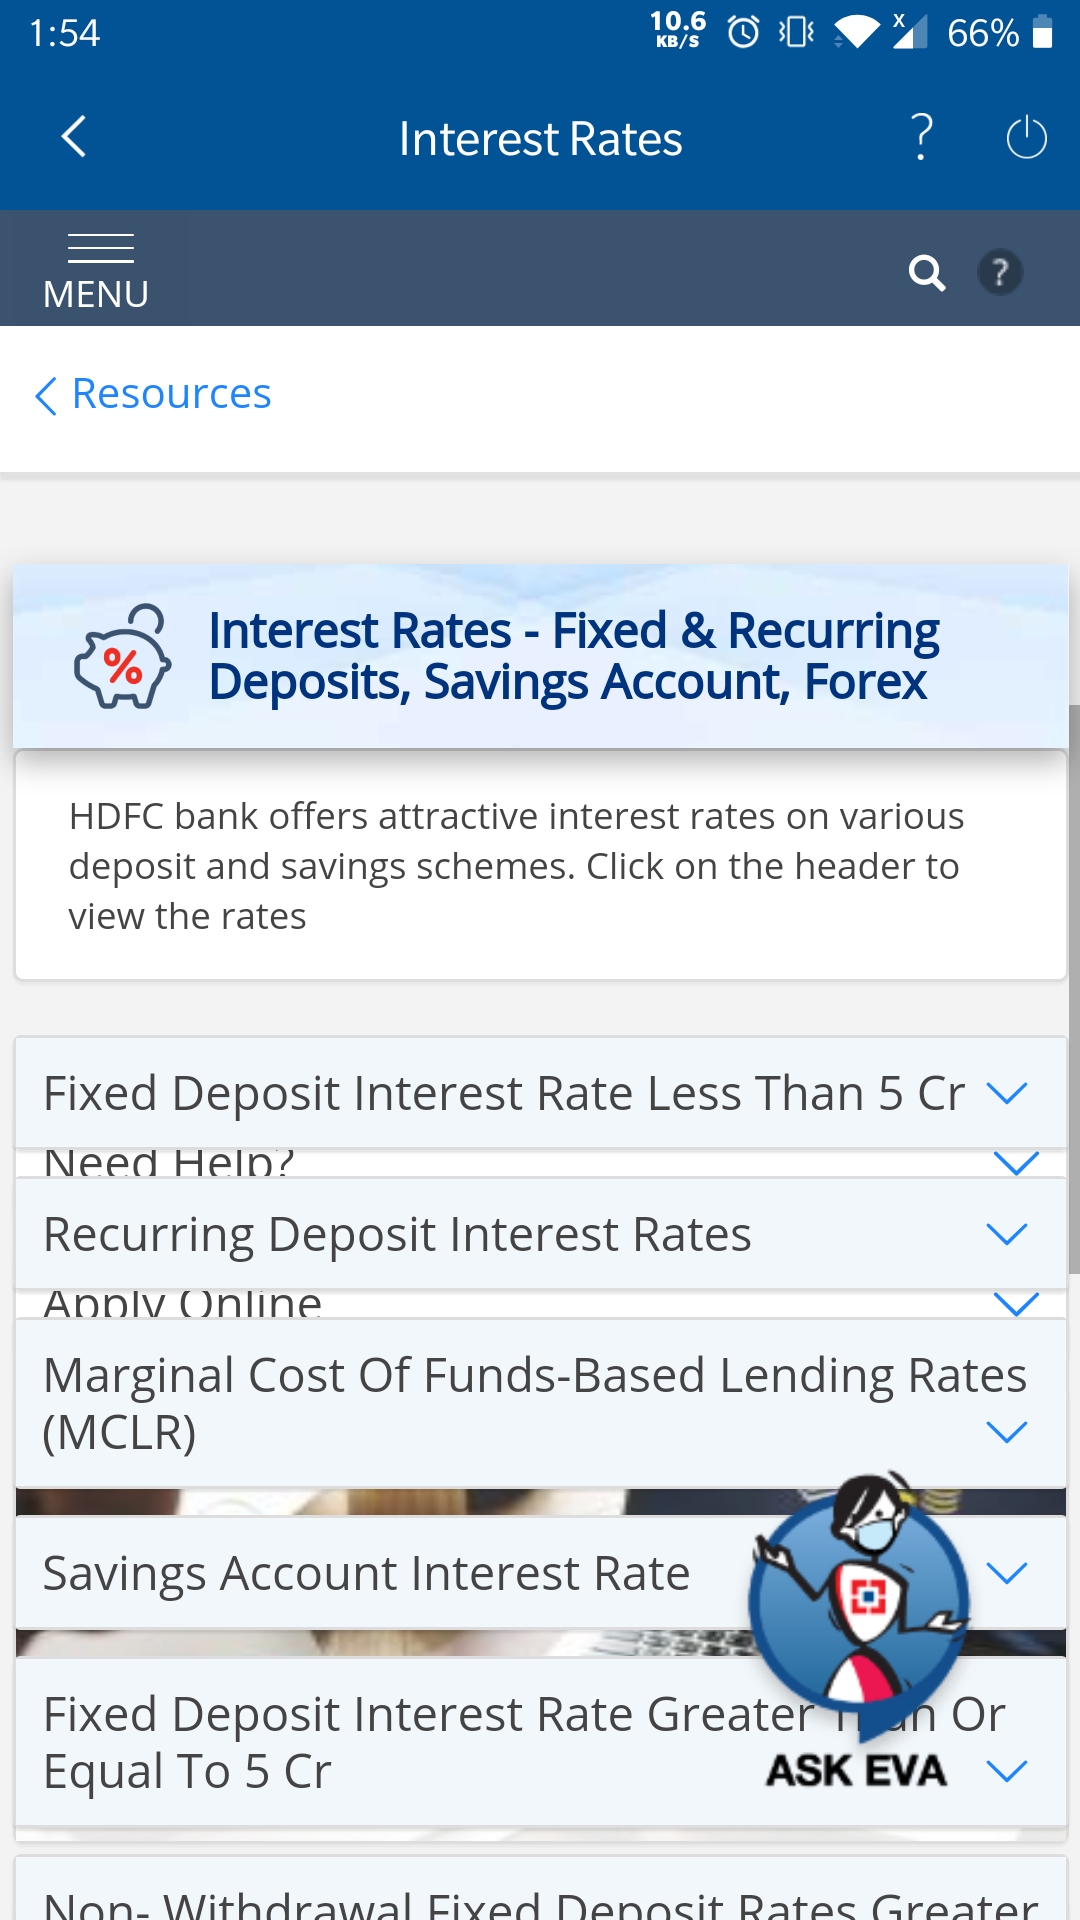 1:54
10.6
KB/S
X
66%
Interest Rates
?
MENU
?
Resources
%
Interest Rates - Fixed & Recurring
Deposits, Savings Account, Forex
HDFC bank offers attractive interest rates on various
deposit and savings schemes. Click on the header to
view the rates
Fixed Deposit Interest Rate Less Than 5 Cr
Need Help?
Recurring Deposit Interest Rates
Apply Online
Marginal Cost Of Funds-Based Lending Rates
(MCLR)
Savings Account Interest Rate
Fixed Deposit Interest Rate Greater Than Or
Equal To 5 Cr
ASK EVA
Non- Withdrawal Fixed Deposit Rates Greater